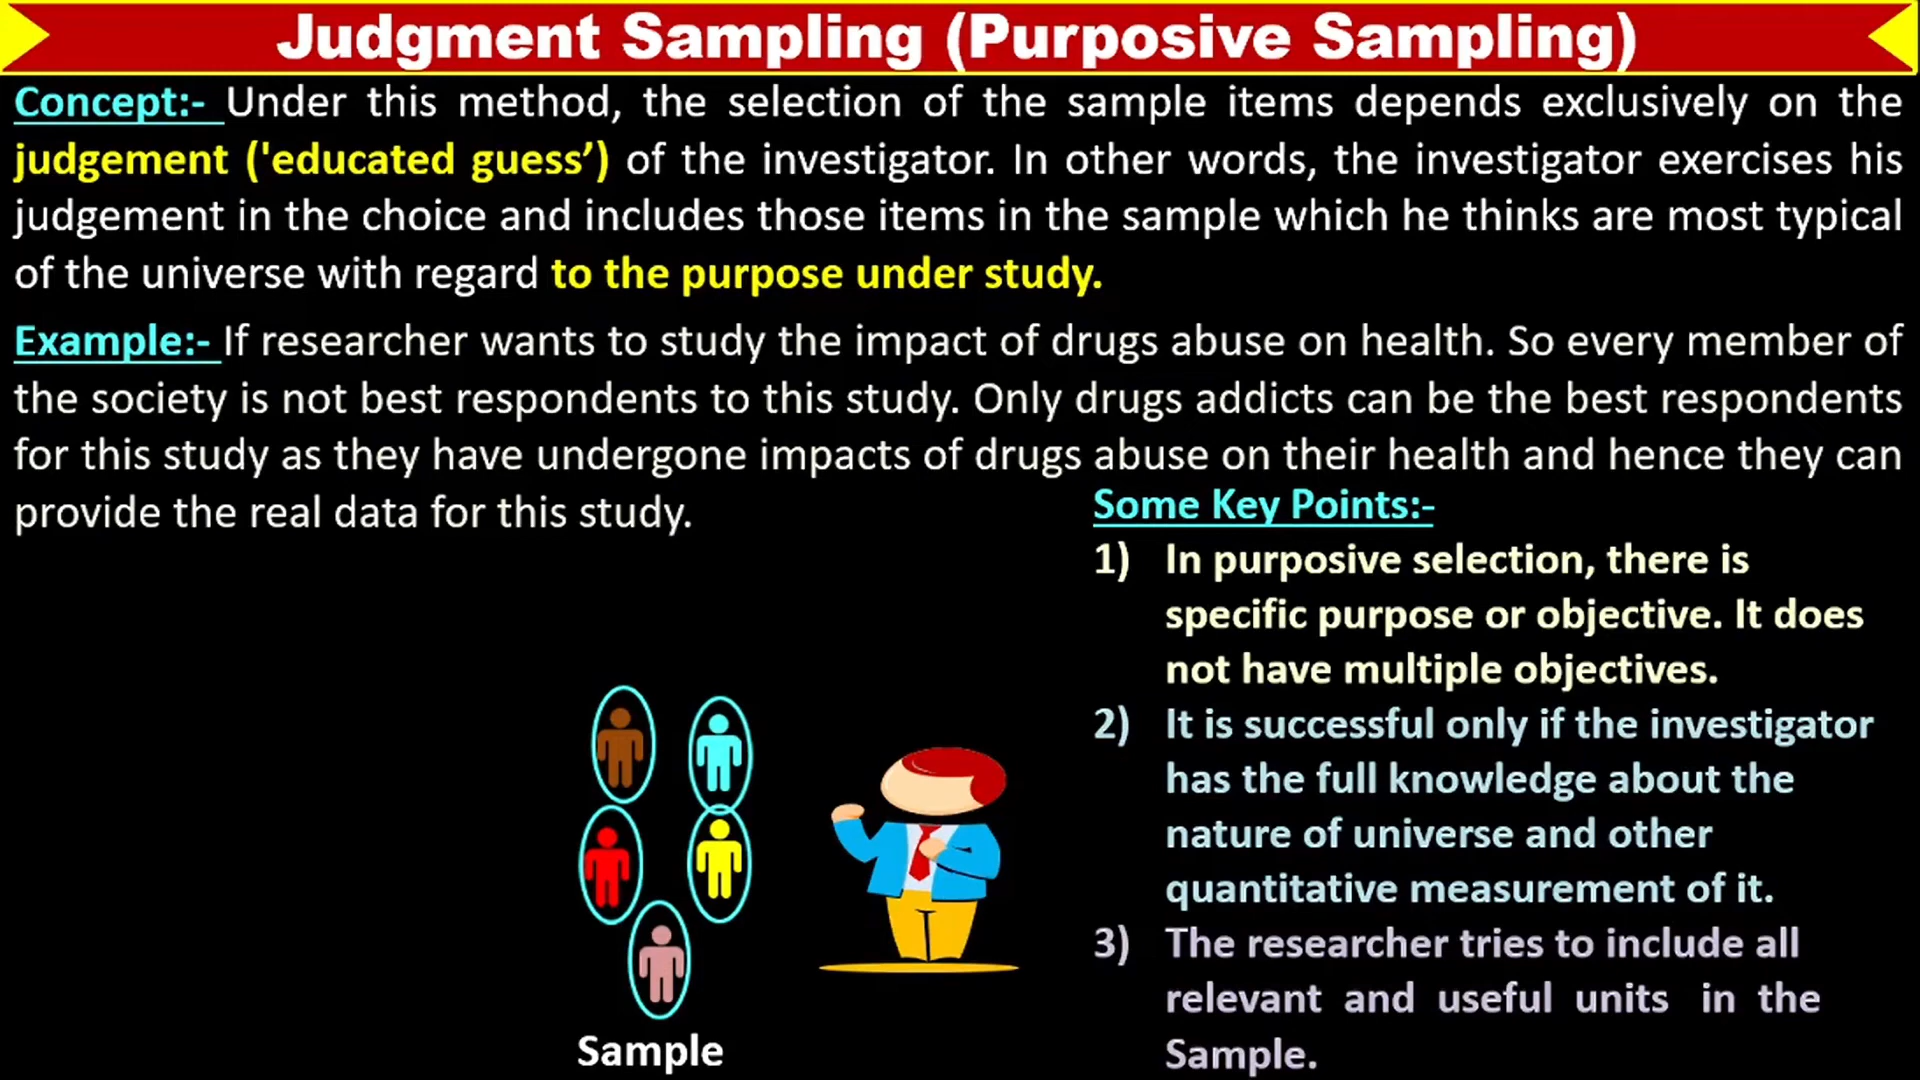 Judgment Sampling (Purposive Sampling)
Concept:- Under this method, the selection of the sample items depends exclusively on the
judgement ('educated guess’) of the investigator. In other words, the investigator exercises his
judgement in the choice and includes those items in the sample which he thinks are most typical
of the universe with regard to the purpose under study.
Example:- If researcher wants to study the impact of drugs abuse on health. So every member of
the society is not best respondents to this study. Only drugs addicts can be the best respondents
for this study as they have undergone impacts of drugs abuse on their health and hence they can
provide the real data for this study.
Some Key Points:-
1) In purposive selection, there is
specific purpose or objective. It does
not have multiple objectives.
2) It is successful only if the investigator
has the full knowledge about the
nature of universe and other
quantitative measurement of it.
3) The researcher tries to include all
relevant and useful units in the
Sample.
Sample